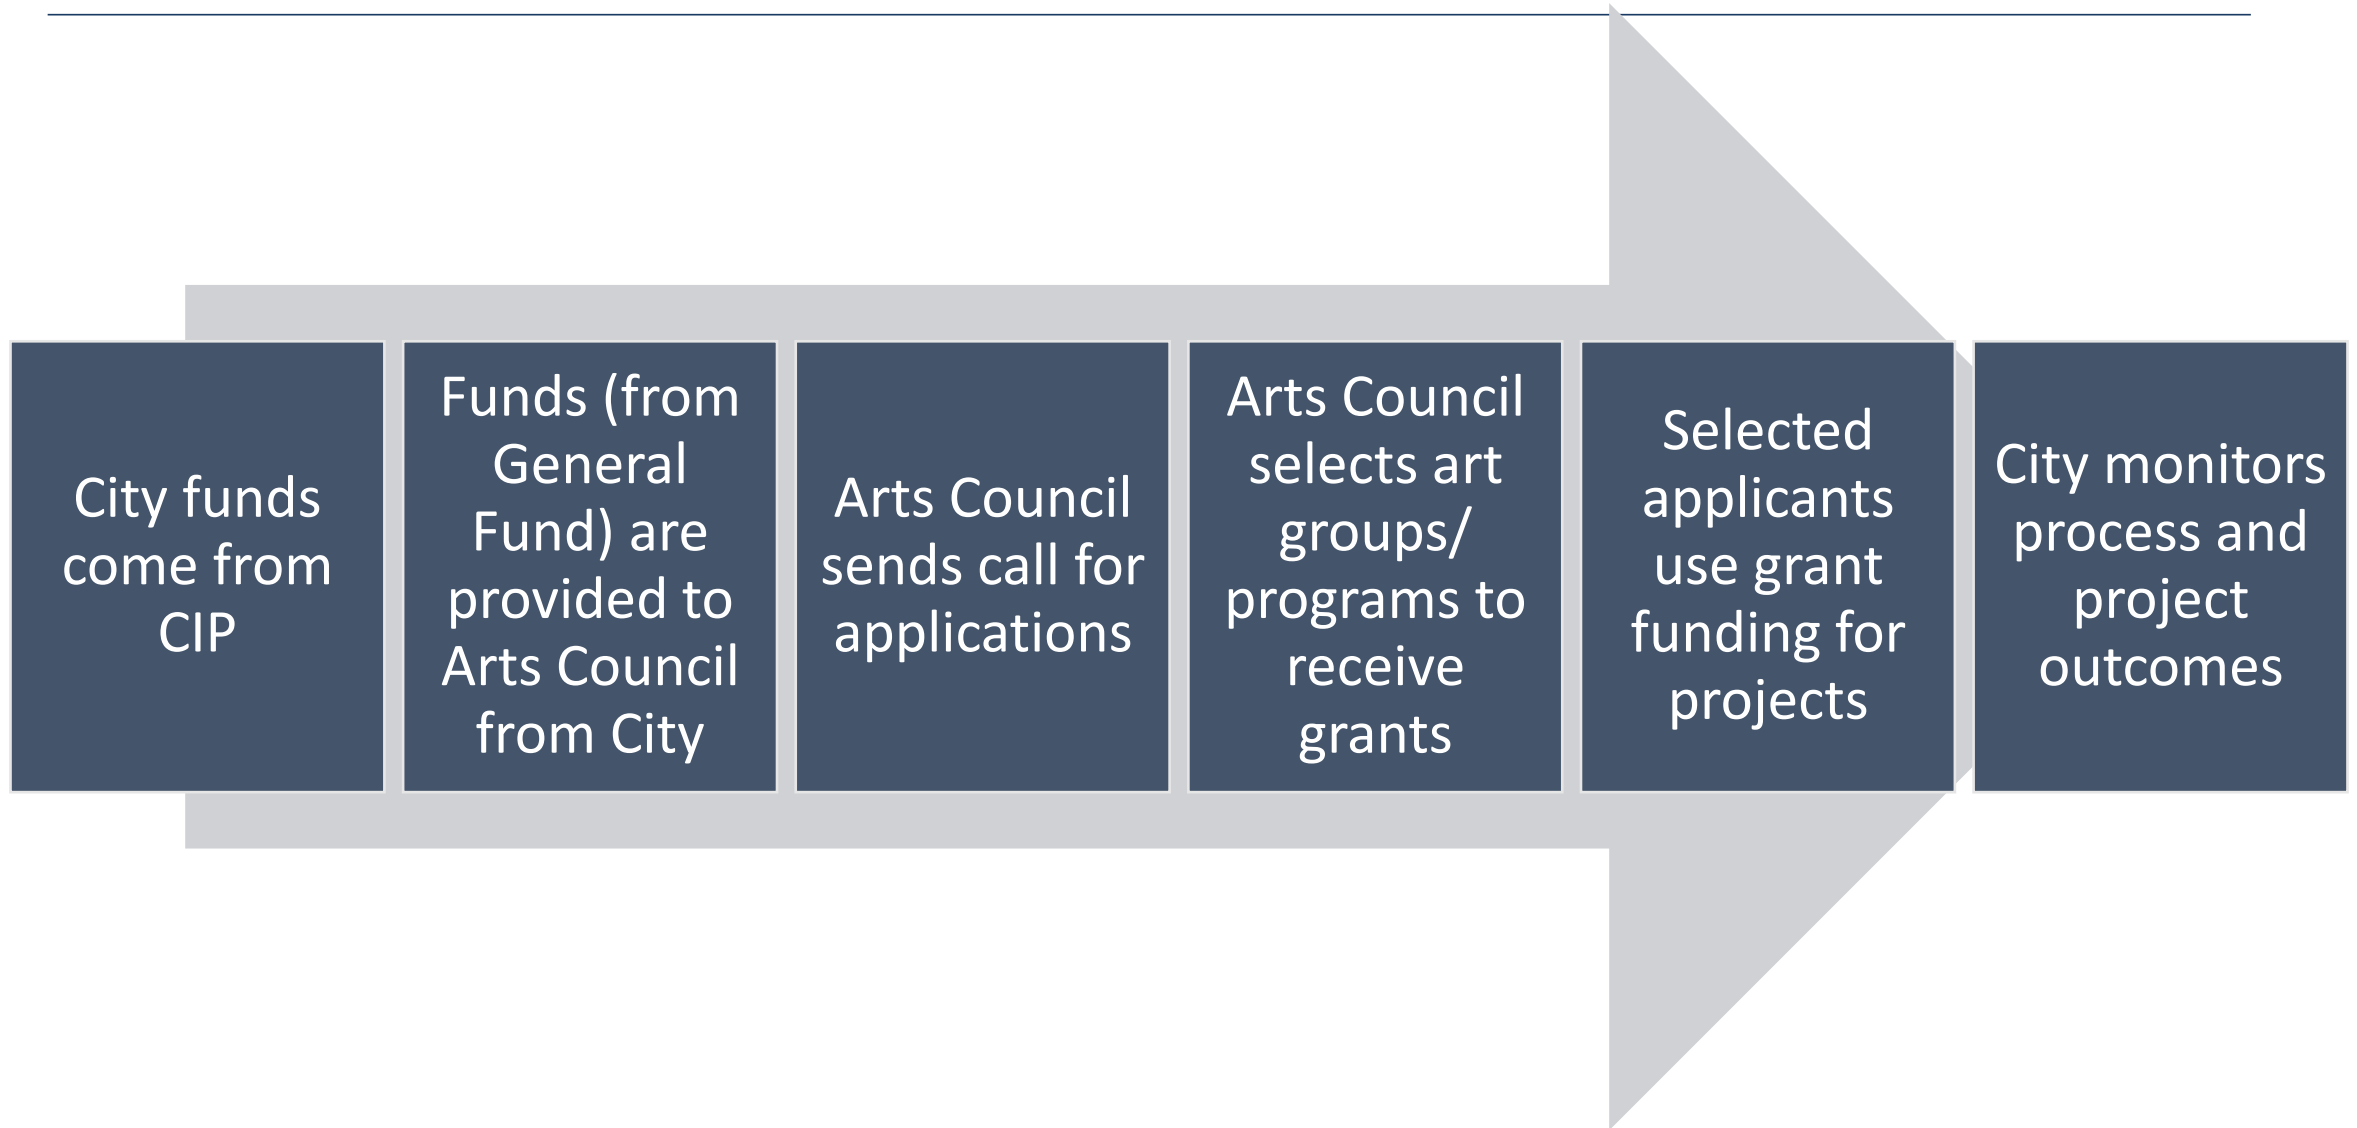 City funds
come from
CIP
Funds (from
General
Fund) are
provided to
Arts Council
from City
Arts Council
sends call for
applications
Arts Council
selects art
groups/
programs to
receive
grants
Selected
applicants
use grant
funding for
projects
City monitors
process and
project
outcomes